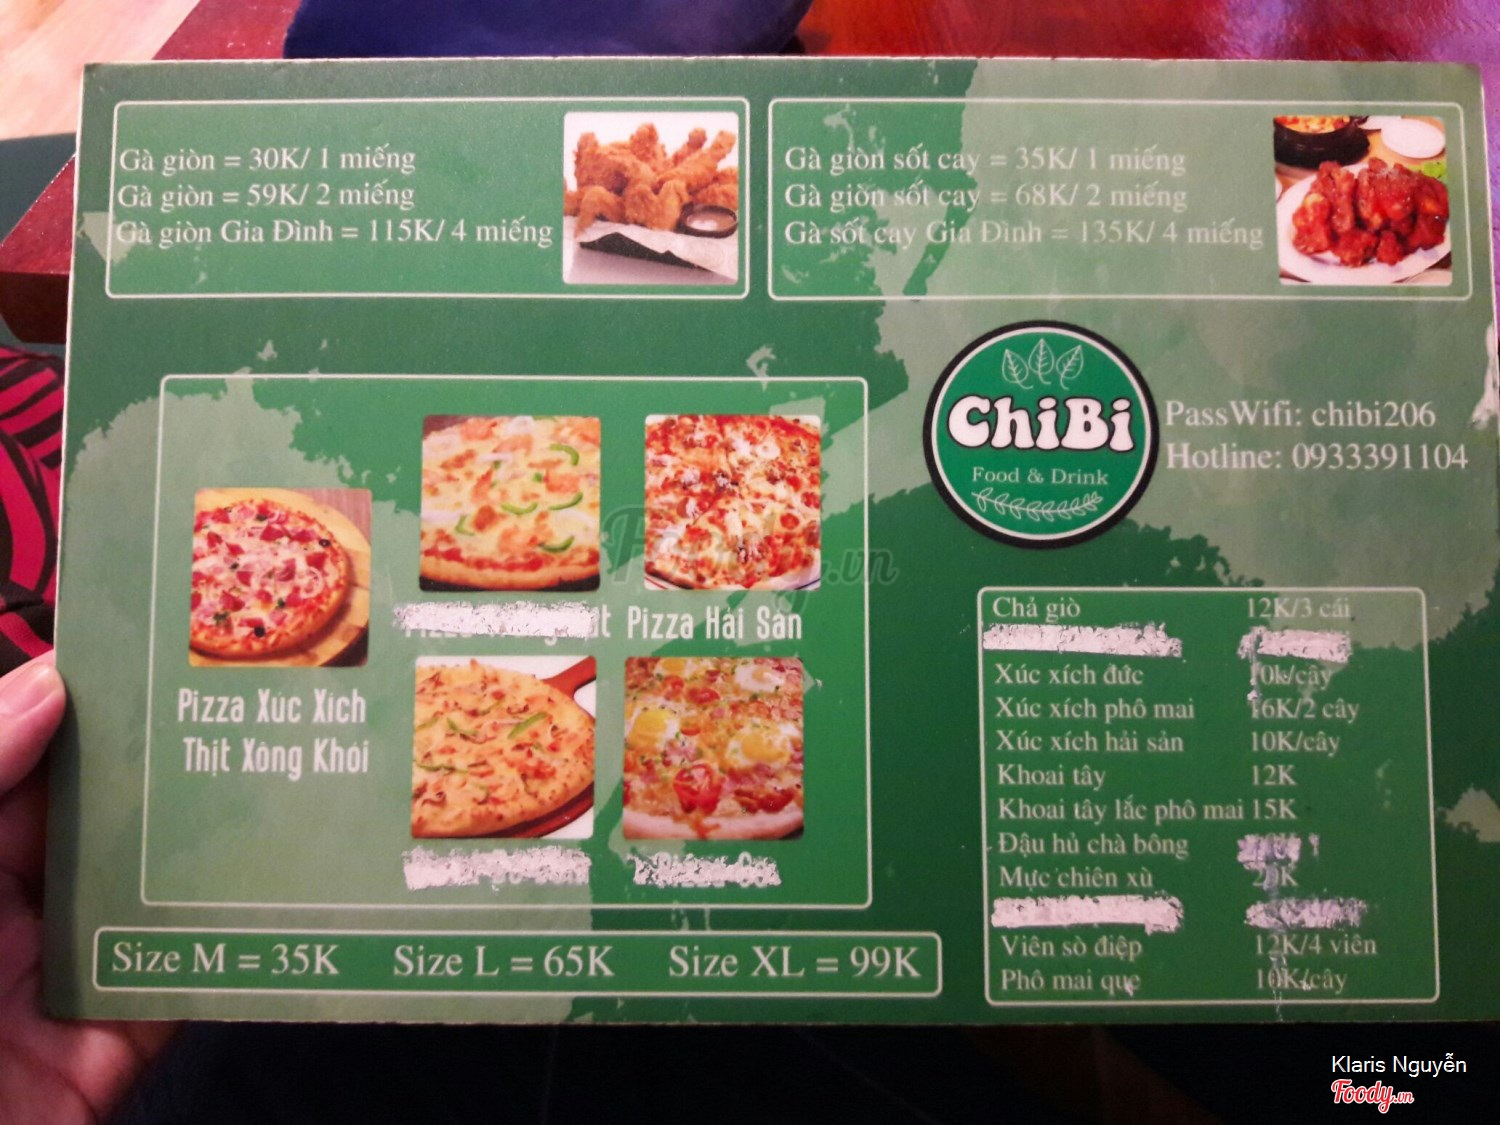 Gà giòn = 30K/ 1 miếng
Gà giòn = 59K/ 2 miếng
Gà giòn Gia Đình = 115K/ 4 miếng
Gà giòn sốt cay = 35K/ 1 miếng
Gà giòn sốt cay = 68K/ 2 miếng
Gà sốt cay Gia Đình = 135K/ 4 miếng
ChiBi
Food & Drink
PassWifi: chibi206
Hotline: 0933391104
Pizza Hải Sản
Pizza Xúc Xích
Thịt Xông Khói
Size M = 35K Size L = 65K Size XL = 99K
Chả giò 12K/3 cái
Xúc xích đức 10k/cây
Xúc xích phô mai 16K/2 cây
Xúc xích hải sản 10K/cây
Khoai tây 12K
Khoai tây lắc phô mai 15K
Đậu hủ chà bông
Mực chiên xù 20K
Viên sò điệp 12K/4 viên
Phô mai que 10K/cây
Foody.vn
Klaris Nguyễn
Foody.vn